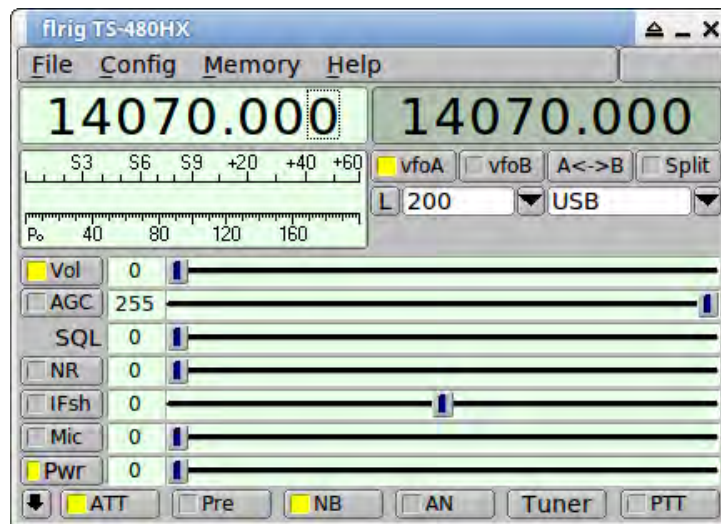 flrig TS-480HX
File Config Memory Help
14070.000 14070.000
S3 S6 S9 +20 +40 +60
vfoA vfoB A<->B Split
L 200 USB
Po 40 80 120 160
Vol 0
AGC 255
SQL 0
NR 0
IFsh 0
Mic 0
Pwr 0
ATT Pre NB AN Tuner PTT